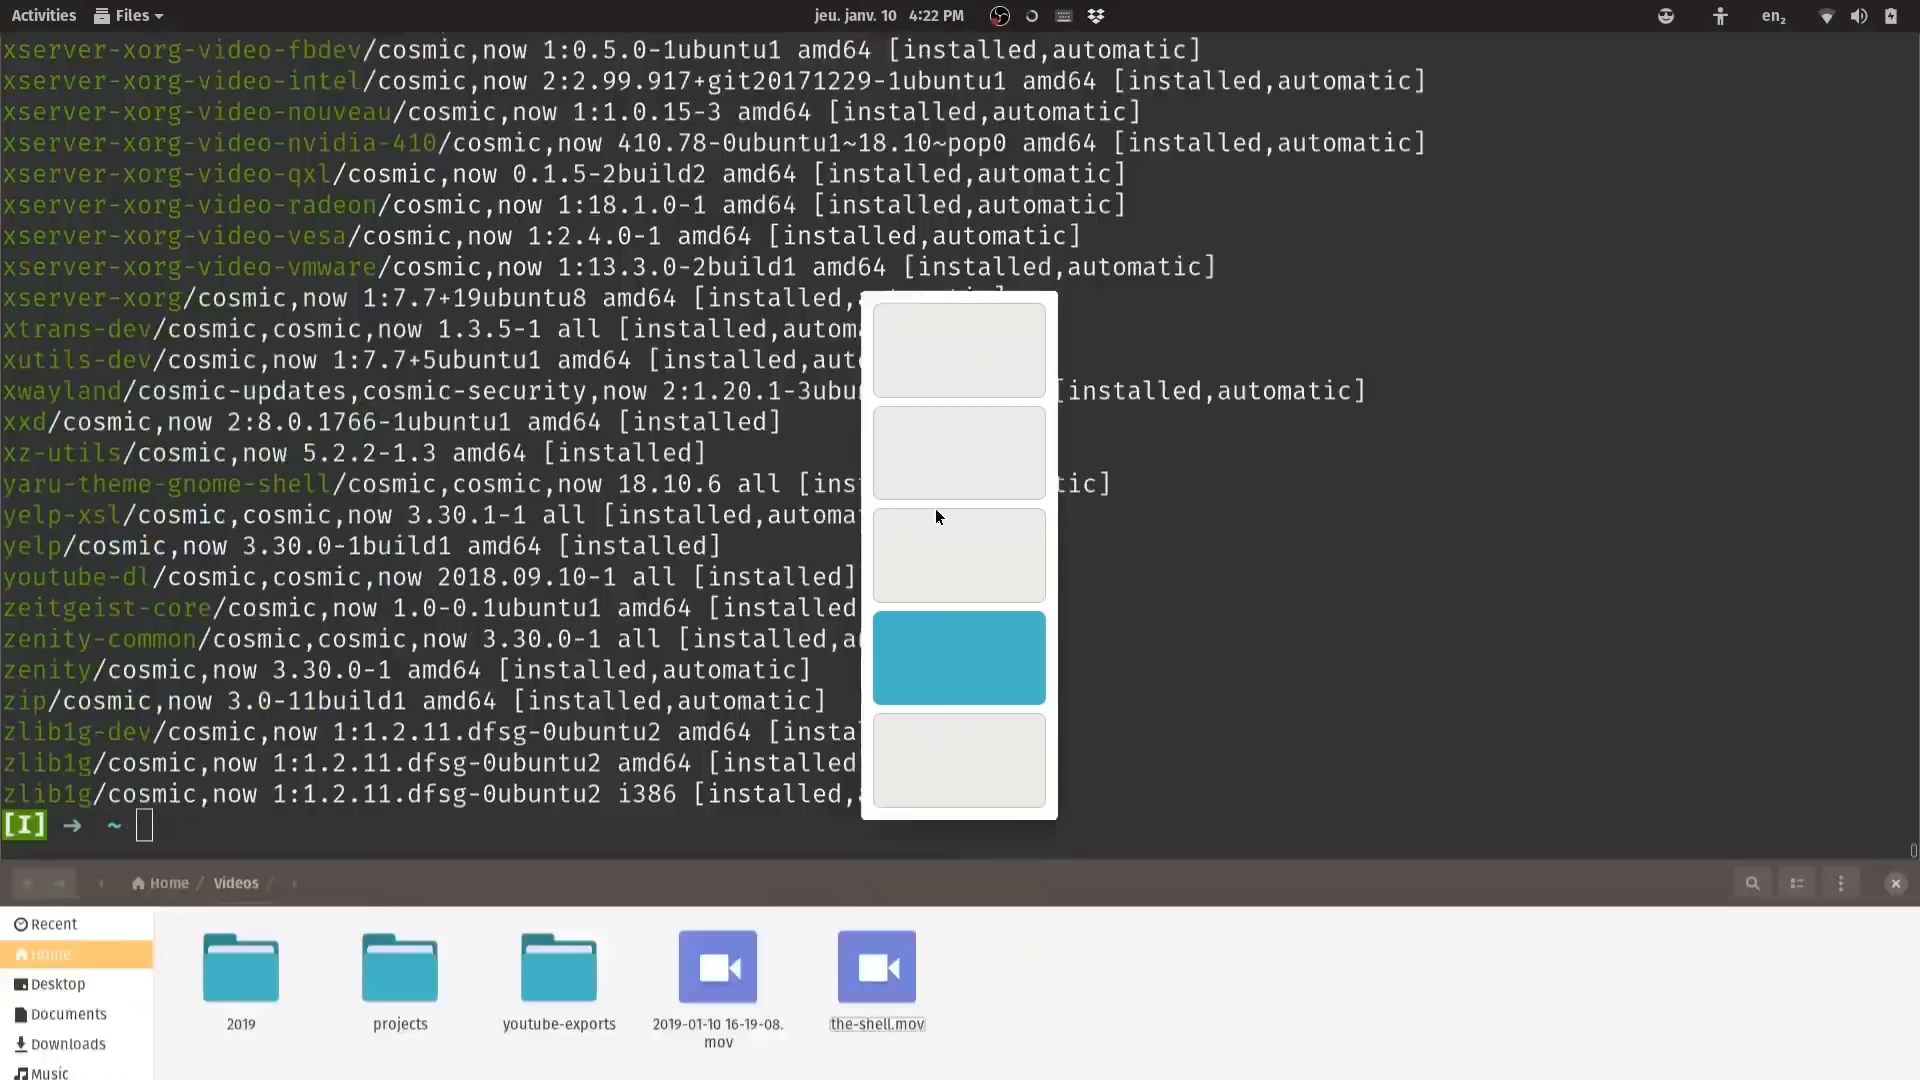 Activities Files jeu. janv. 10 4:22 PM en₂
xserver-xorg-video-fbdev/cosmic,now 1:0.5.0-1ubuntu1 amd64 [installed,automatic]
xserver-xorg-video-intel/cosmic,now 2:2.99.917+git20171229-1ubuntu1 amd64 [installed,automatic]
xserver-xorg-video-nouveau/cosmic,now 1:1.0.15-3 amd64 [installed,automatic]
xserver-xorg-video-nvidia-410/cosmic,now 410.78-0ubuntu1~18.10~pop0 amd64 [installed,automatic]
xserver-xorg-video-qxl/cosmic,now 0.1.5-2build2 amd64 [installed,automatic]
xserver-xorg-video-radeon/cosmic,now 1:18.1.0-1 amd64 [installed,automatic]
xserver-xorg-video-vesa/cosmic,now 1:2.4.0-1 amd64 [installed,automatic]
xserver-xorg-video-vmware/cosmic,now 1:13.3.0-2build1 amd64 [installed,automatic]
xserver-xorg/cosmic,now 1:7.7+19ubuntu8 amd64 [installed,
xtrans-dev/cosmic,cosmic,now 1.3.5-1 all [installed,autom
xutils-dev/cosmic,now 1:7.7+5ubuntu1 amd64 [installed,aut
xwayland/cosmic-updates,cosmic-security,now 2:1.20.1-3ubu [installed,automatic]
xxd/cosmic,now 2:8.0.1766-1ubuntu1 amd64 [installed]
xz-utils/cosmic,now 5.2.2-1.3 amd64 [installed]
yaru-theme-gnome-shell/cosmic,cosmic,now 18.10.6 all [ins tic]
yelp-xsl/cosmic,cosmic,now 3.30.1-1 all [installed,automa
yelp/cosmic,now 3.30.0-1build1 amd64 [installed]
youtube-dl/cosmic,cosmic,now 2018.09.10-1 all [installed]
zeitgeist-core/cosmic,now 1.0-0.1ubuntu1 amd64 [installed
zenity-common/cosmic,cosmic,now 3.30.0-1 all [installed,a
zenity/cosmic,now 3.30.0-1 amd64 [installed,automatic]
zip/cosmic,now 3.0-11build1 amd64 [installed,automatic]
zlib1g-dev/cosmic,now 1:1.2.11.dfsg-0ubuntu2 amd64 [insta
zlib1g/cosmic,now 1:1.2.11.dfsg-0ubuntu2 amd64 [installed
zlib1g/cosmic,now 1:1.2.11.dfsg-0ubuntu2 i386 [installed,
[I] → ~
Home / Videos /
Recent
Home
Desktop
Documents
Downloads
Music
2019
projects
youtube-exports
2019-01-10 16-19-08.
mov
the-shell.mov